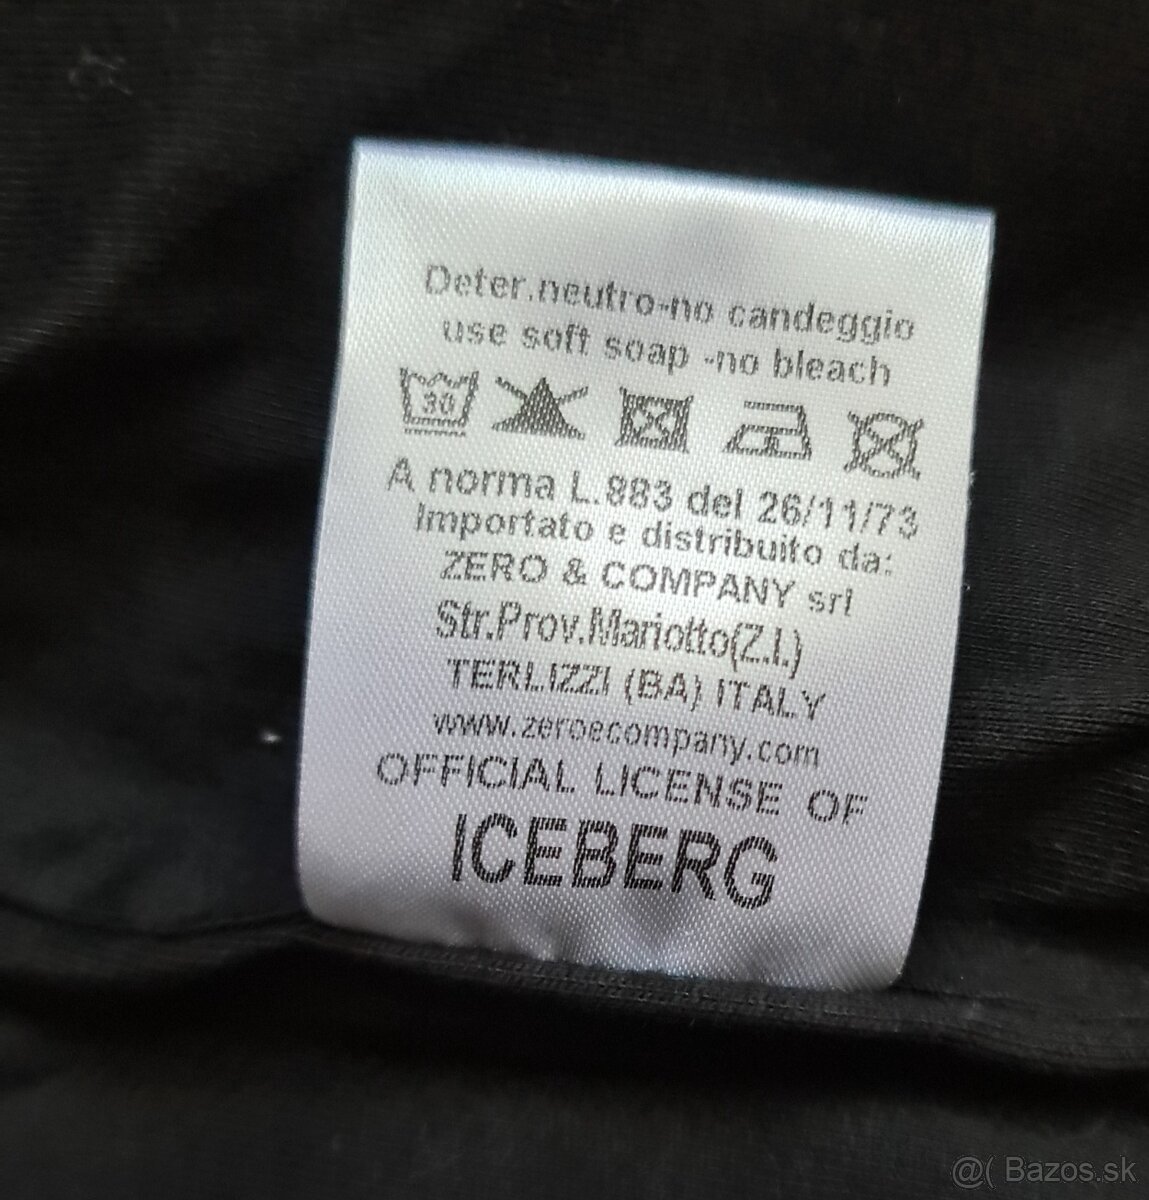 Deter.neutro-no candeggio
use soft soap -no bleach
30
A norma L.883 del 26/11/73
Importato e distribuito da:
ZERO & COMPANY srl
Str.Prov.Mariotto(Z.I.)
TERLIZZI (BA) ITALY
www.zeroecompany.com
OFFICIAL LICENSE OF
ICEBERG
@( Bazos.sk